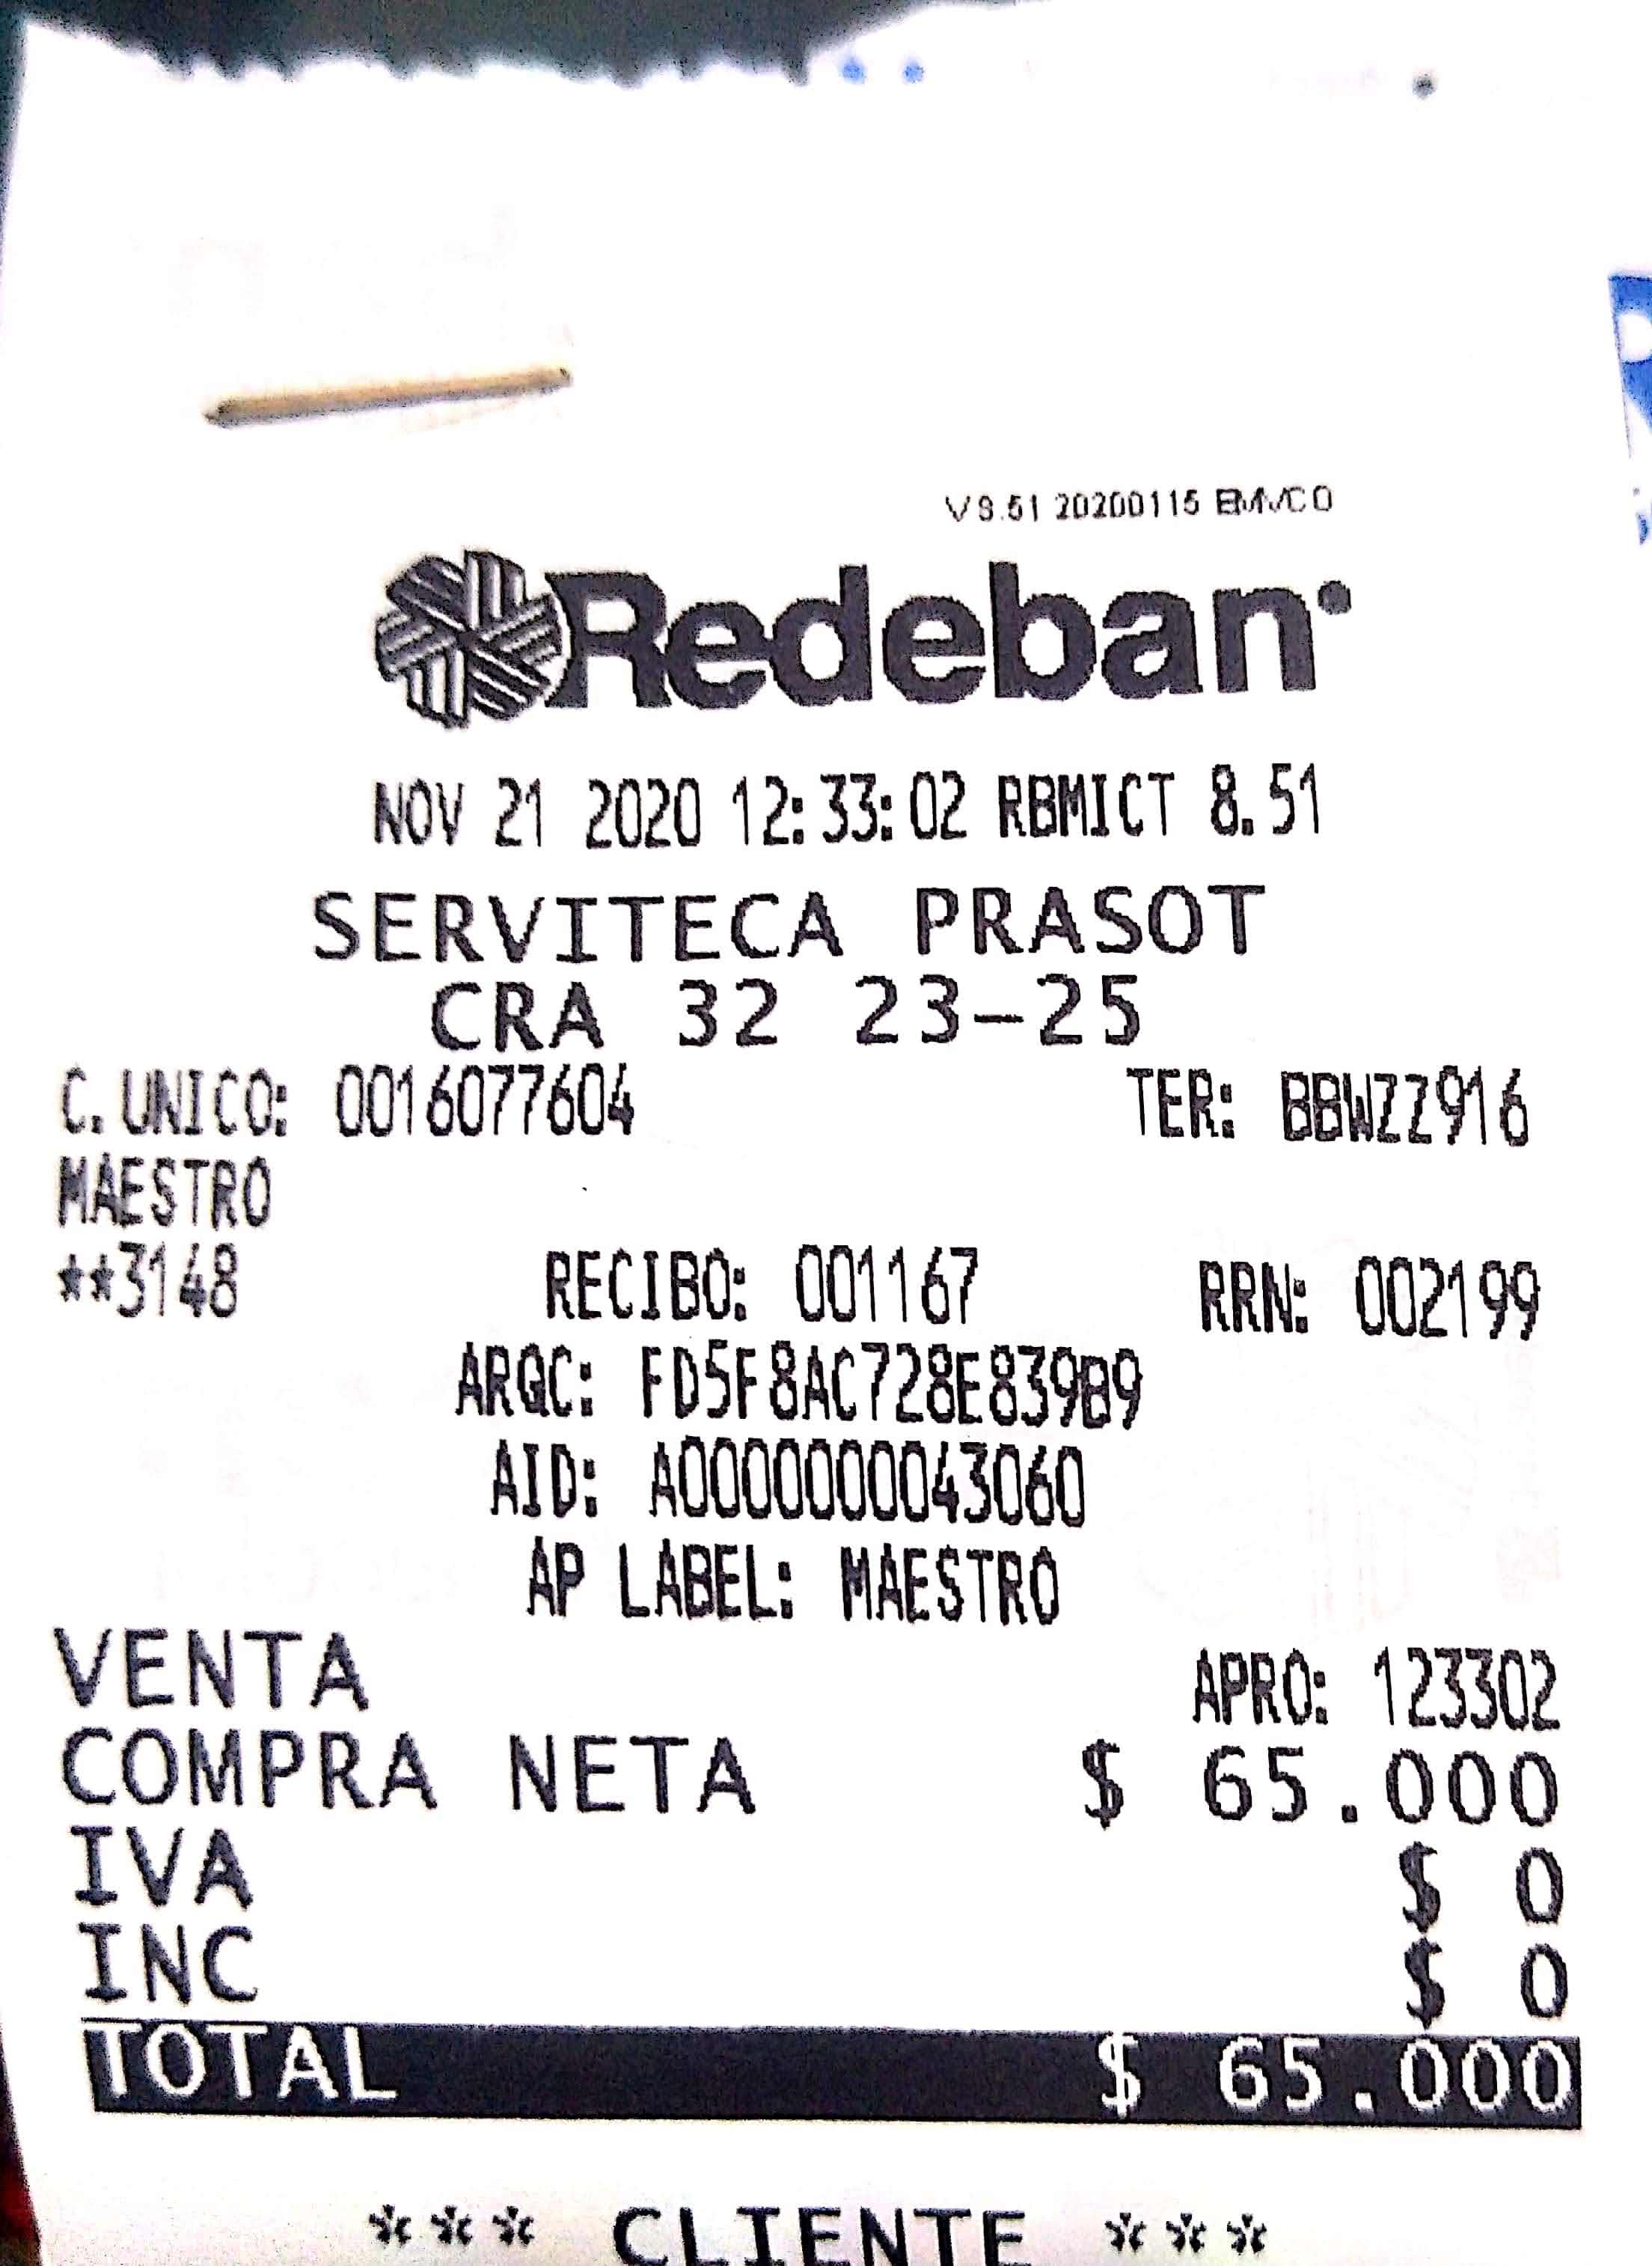 V8.51 20200115 EMVCO
Redeban
NOV 21 2020 12:33:02 RBMICT 8.51
SERVITECA PRASOT
CRA 32 23-25
C.UNICO: 0016077604 TER: BBWZZ916
MAESTRO
**3148 RECIBO: 001167 RRN: 002199
ARQC: FD5F8AC728E839B9
AID: A0000000043060
AP LABEL: MAESTRO
VENTA APRO: 123302
COMPRA NETA $ 65.000
IVA $ 0
INC $ 0
TOTAL $ 65.000
*** CLIENTE ***